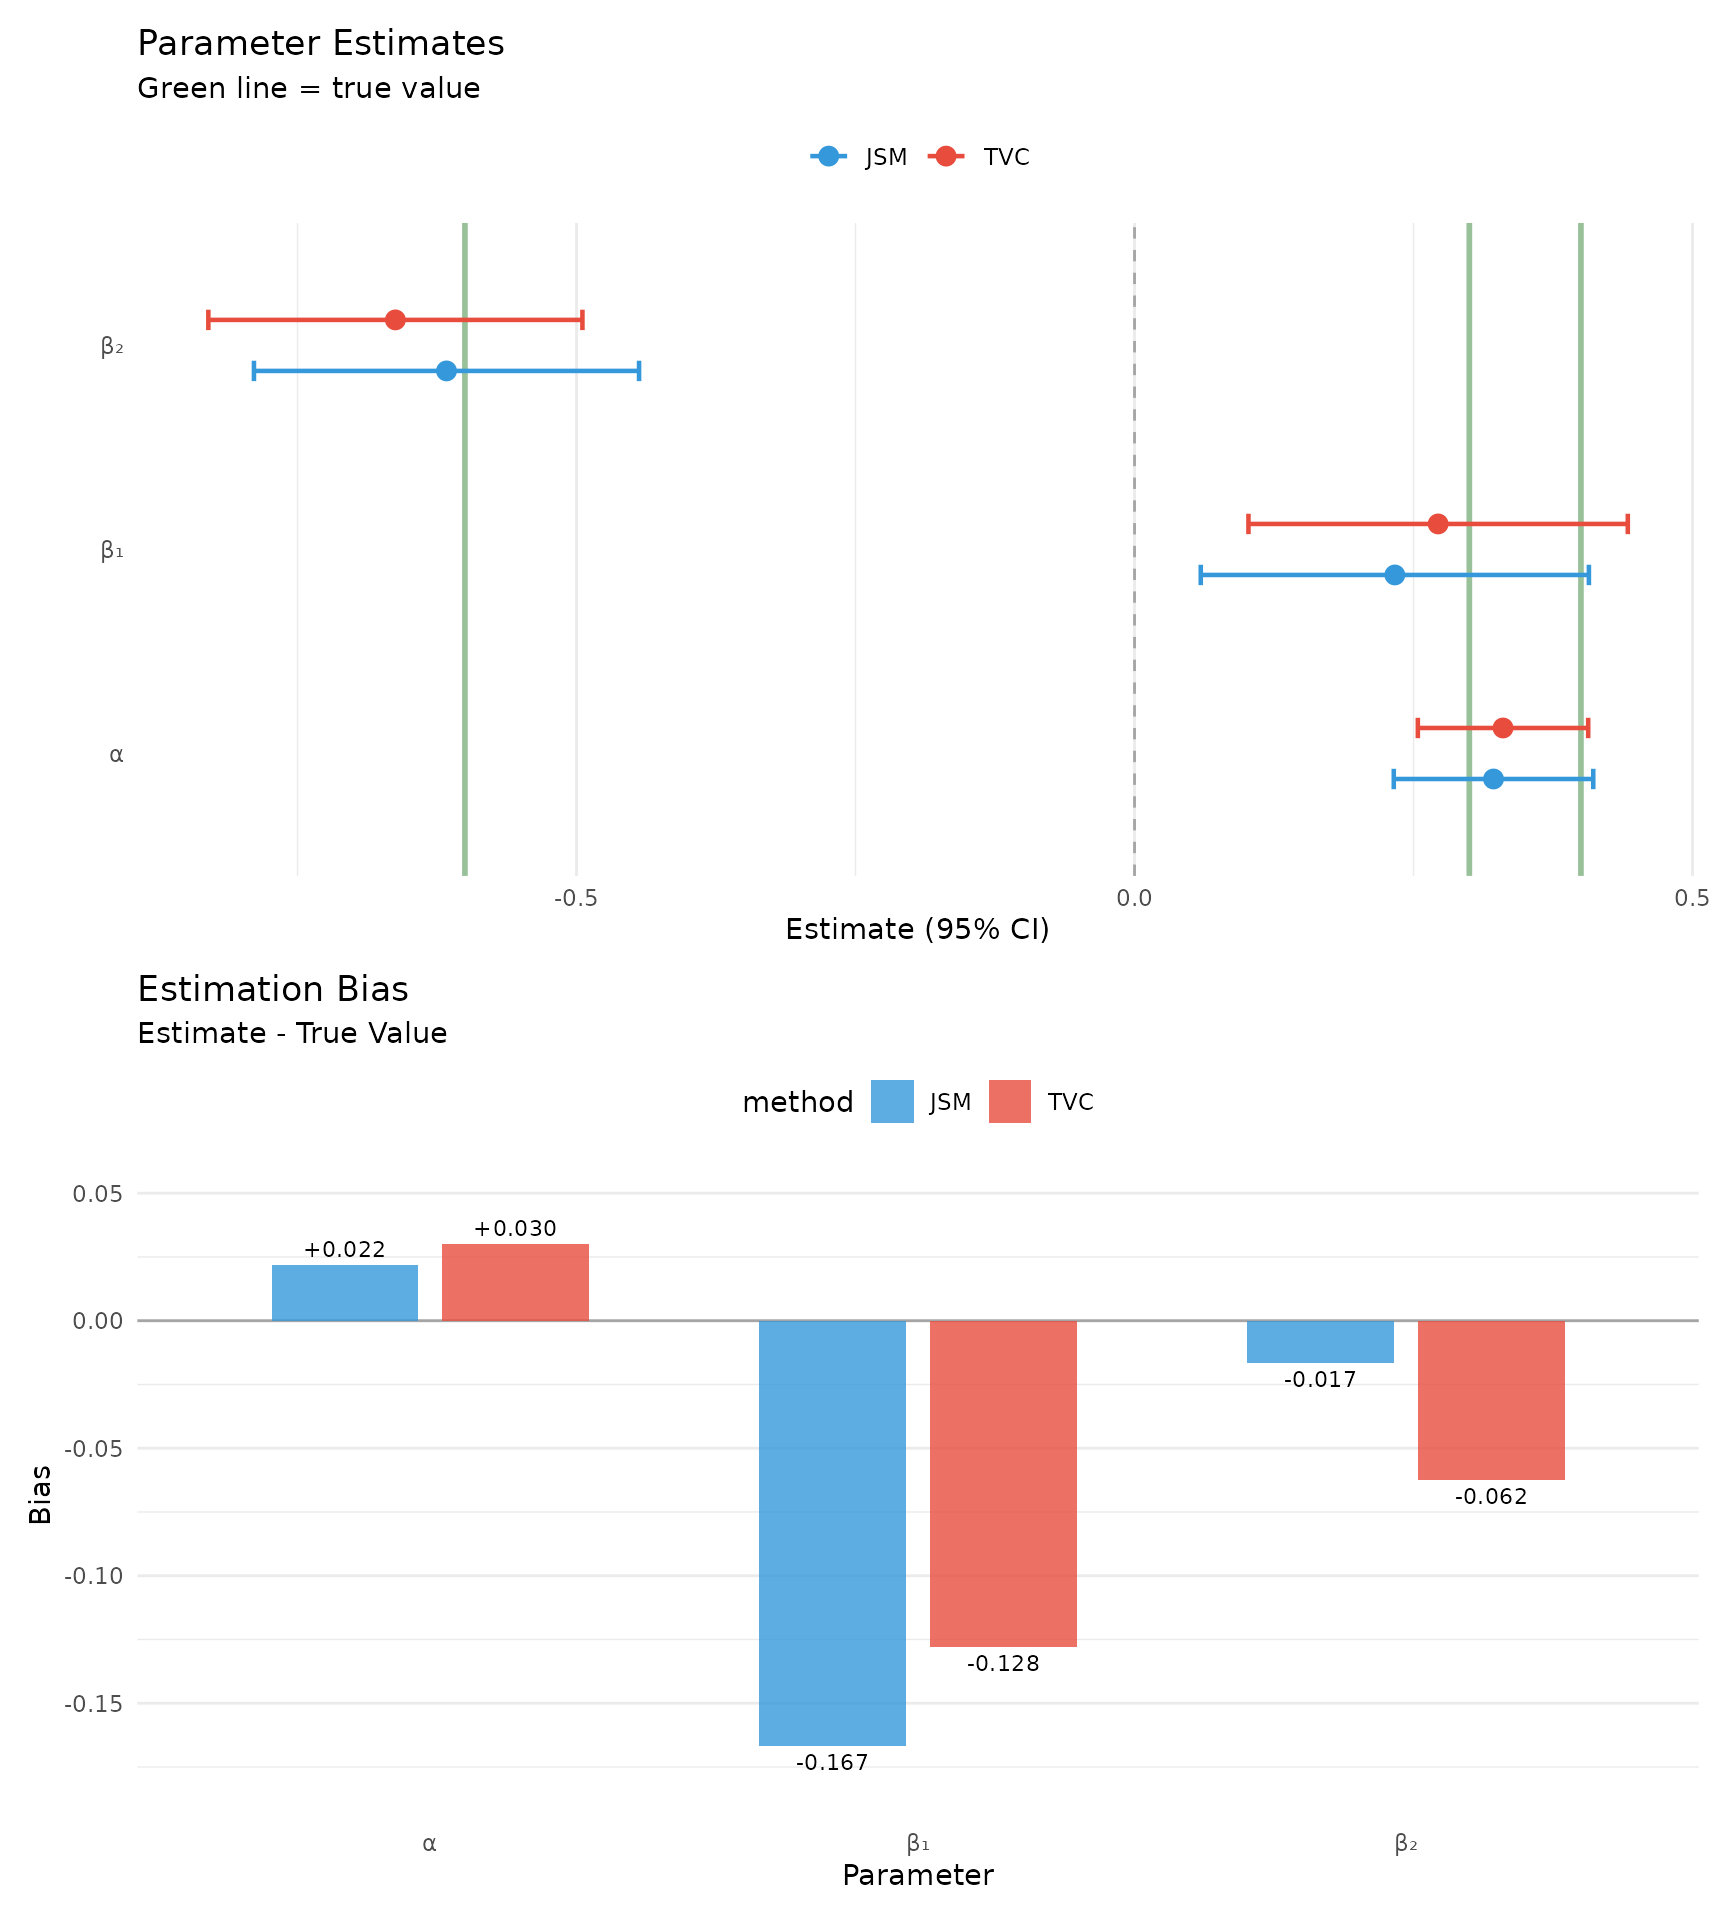 Parameter Estimates
Green line = true value
JSM TVC
β₂
β₁
α
-0.5 0.0 0.5
Estimate (95% CI)
Estimation Bias
Estimate - True Value
method JSM TVC
0.05
+0.030
+0.022
0.00
-0.017
-0.05
Bias
-0.062
-0.10
-0.128
-0.15
-0.167
α β₁ β₂
Parameter